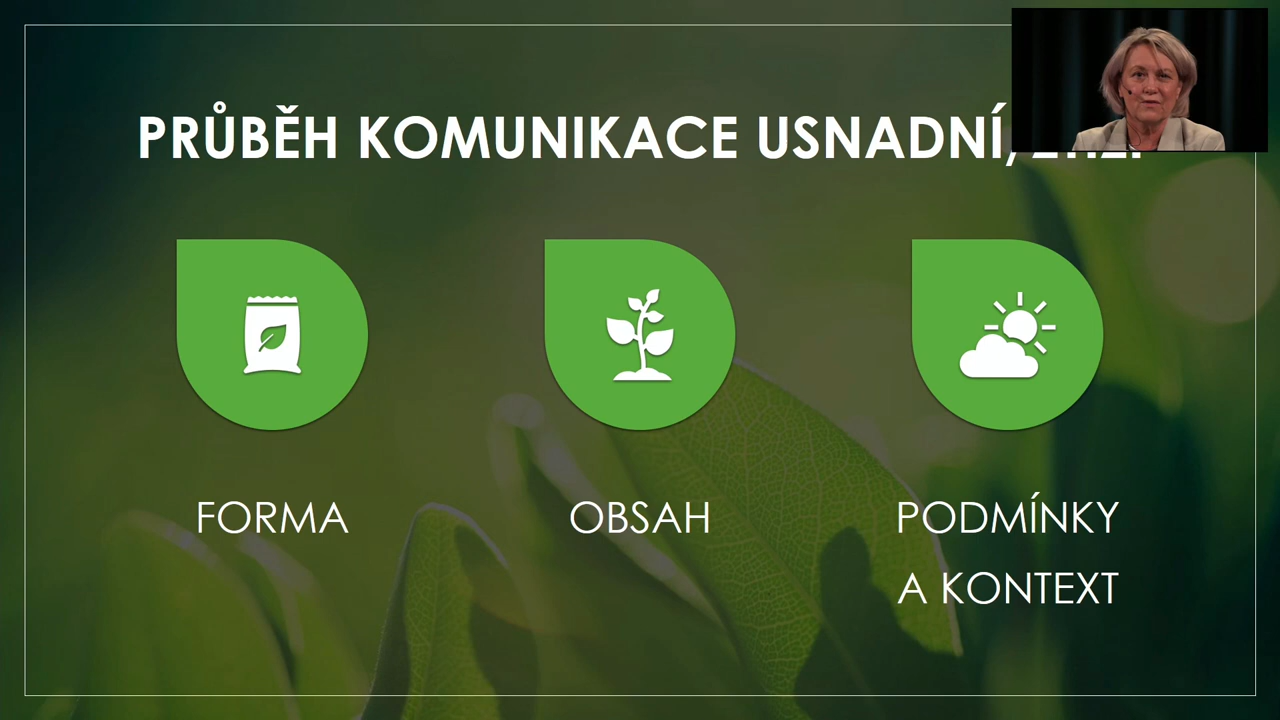 PRŮBĚH KOMUNIKACE USNADNÍ,
FORMA
OBSAH
PODMÍNKY
A KONTEXT